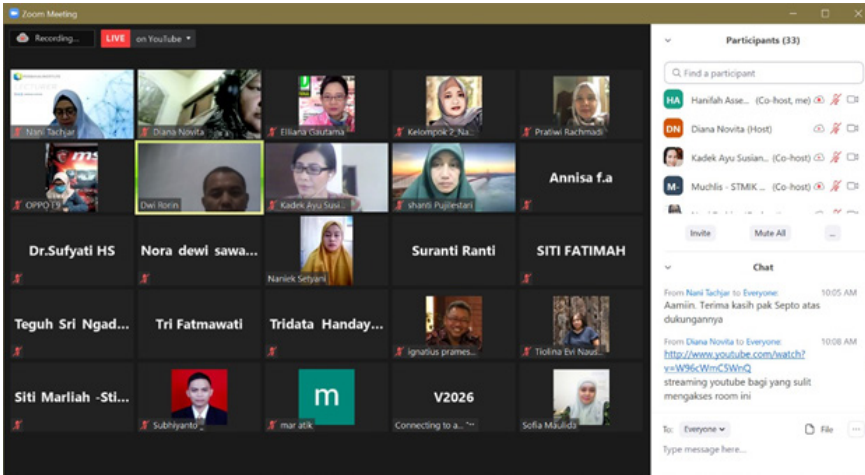 Zoom Meeting
Recording...
LIVE on YouTube
Nani Tachjar
Diana Novita
Elliana Gautama
Kelompok 2_Na...
Pratiwi Rachmadi
OPPO F9
Dwi Rorin
Kadek Ayu Susi...
shanti Pujilestari
Annisa f.a
Dr.Sufyati HS
Nora dewi sawa...
Naniek Setyani
Suranti Ranti
SITI FATIMAH
Teguh Sri Ngad...
Tri Fatmawati
Tridata Handay...
ignatius prames...
Tiolina Evi Naus...
Siti Marliah -Sti...
Subhiyanto_
m
mar atik
V2026
Connecting to a...
Sofia Maulida
Participants (33)
Find a participant
HA Hanifah Asse... (Co-host, me)
DN Diana Novita (Host)
Kadek Ayu Susian... (Co-host)
M- Muchlis - STMIK ... (Co-host)
Invite Mute All ...
Chat
From Nani Tachjar to Everyone: 10:05 AM
Aamiin. Terima kasih pak Septo atas
dukungannya
From Diana Novita to Everyone: 10:08 AM
http://www.youtube.com/watch?
v=W96cWmC5WnQ
streaming youtube bagi yang sulit
mengakses room ini
To: Everyone File ...
Type message here...